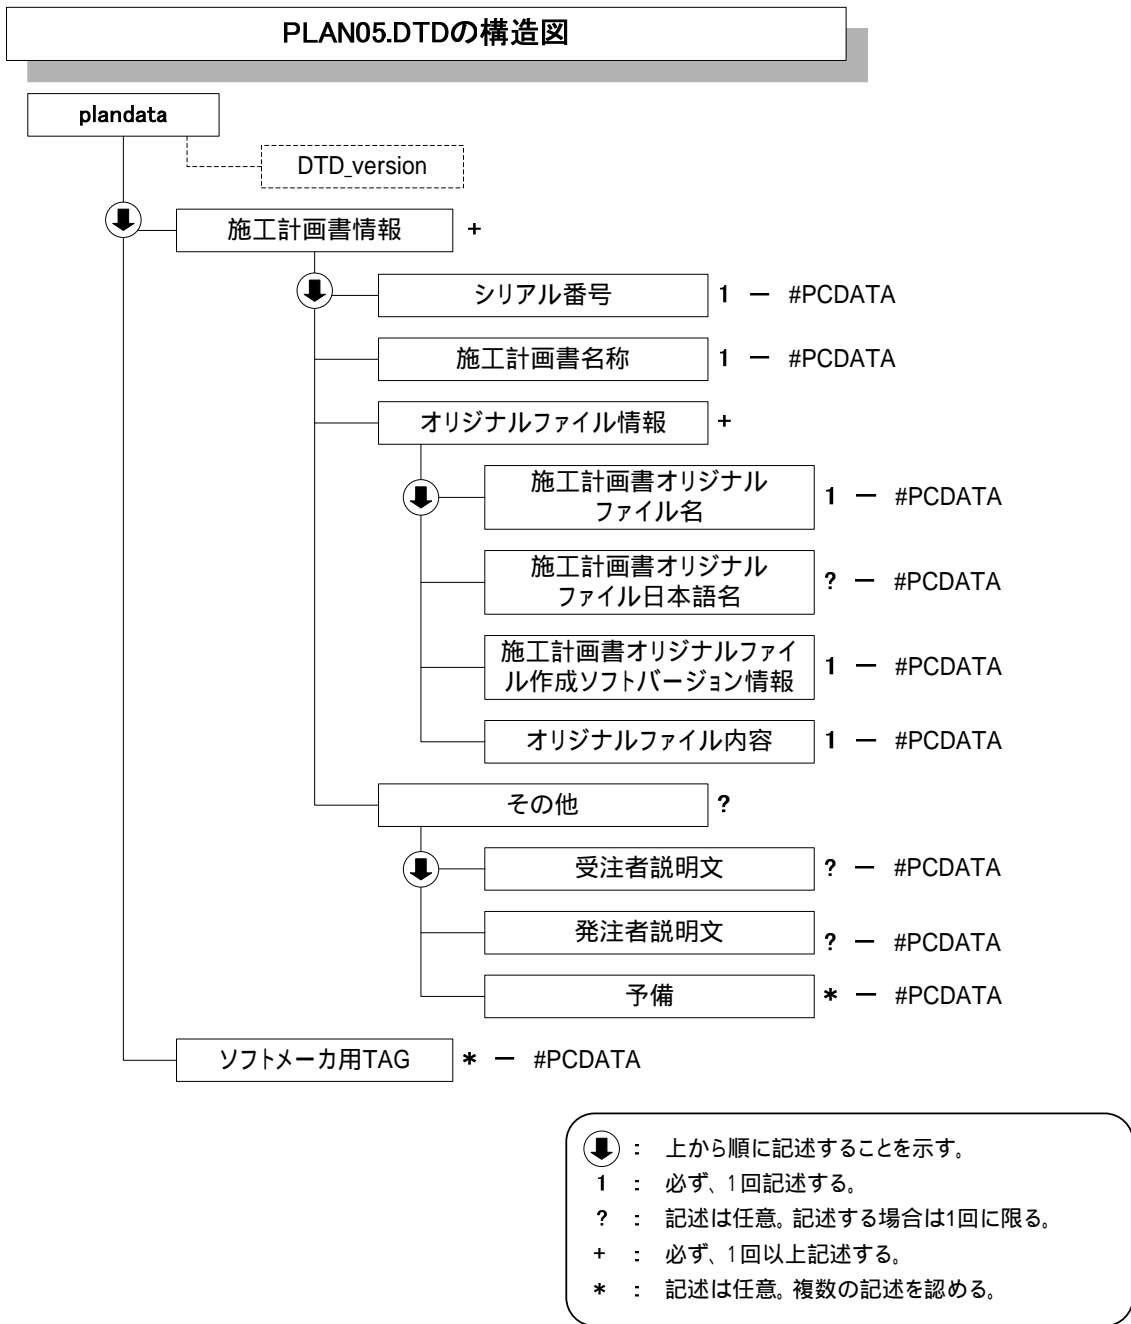 PLAN05.DTDの構造図
plandata
DTD_version
施工計画書情報 +
シリアル番号 1 ー #PCDATA
施工計画書名称 1 ー #PCDATA
オリジナルファイル情報 +
施工計画書オリジナル
ファイル名 1 ー #PCDATA
施工計画書オリジナル
ファイル日本語名 ? ー #PCDATA
施工計画書オリジナルファイ
ル作成ソフトバージョン情報 1 ー #PCDATA
オリジナルファイル内容 1 ー #PCDATA
その他 ?
受注者説明文 ? ー #PCDATA
発注者説明文 ? ー #PCDATA
予備 * ー #PCDATA
ソフトメーカ用TAG * ー #PCDATA
： 上から順に記述することを示す。
1 ： 必ず、1回記述する。
? ： 記述は任意。記述する場合は1回に限る。
+ ： 必ず、1回以上記述する。
* ： 記述は任意。複数の記述を認める。